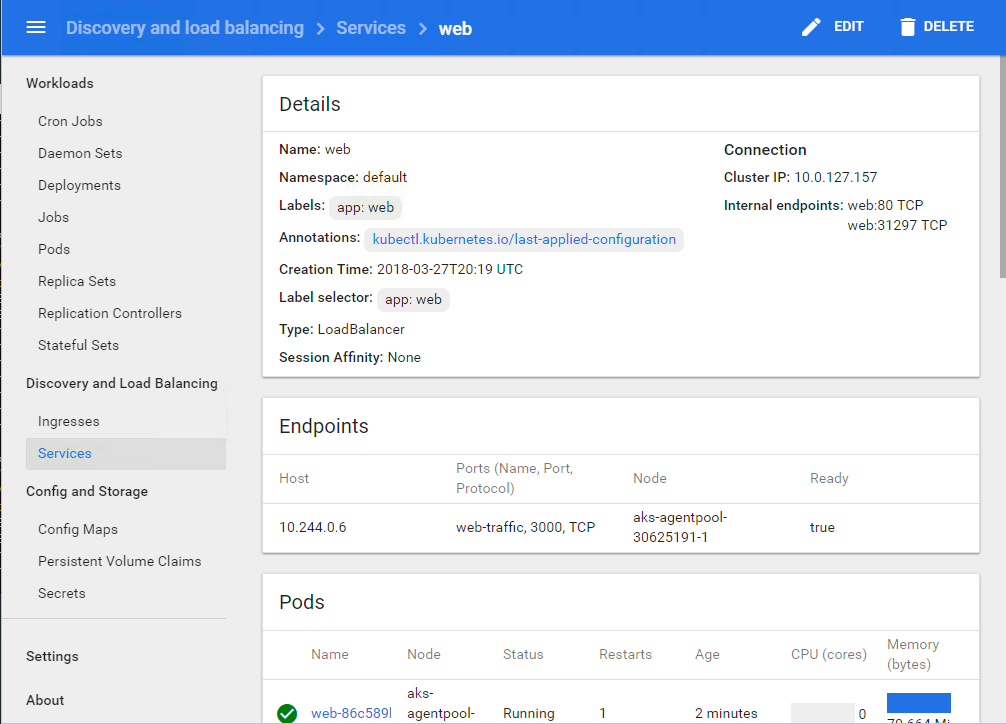 Discovery and load balancing > Services > web
EDIT
DELETE
Workloads
Cron Jobs
Daemon Sets
Deployments
Jobs
Pods
Replica Sets
Replication Controllers
Stateful Sets
Discovery and Load Balancing
Ingresses
Services
Config and Storage
Config Maps
Persistent Volume Claims
Secrets
Settings
About
Details
Name: web
Namespace: default
Labels: app: web
Annotations: kubectl.kubernetes.io/last-applied-configuration
Creation Time: 2018-03-27T20:19 UTC
Label selector: app: web
Type: LoadBalancer
Session Affinity: None
Connection
Cluster IP: 10.0.127.157
Internal endpoints: web:80 TCP
web:31297 TCP
Endpoints
Host
Ports (Name, Port,
Protocol)
Node
Ready
10.244.0.6
web-traffic, 3000, TCP
aks-agentpool-
30625191-1
true
Pods
Name
Node
Status
Restarts
Age
CPU (cores)
Memory
(bytes)
web-86c589
aks-
agentpool-
Running
1
2 minutes
0